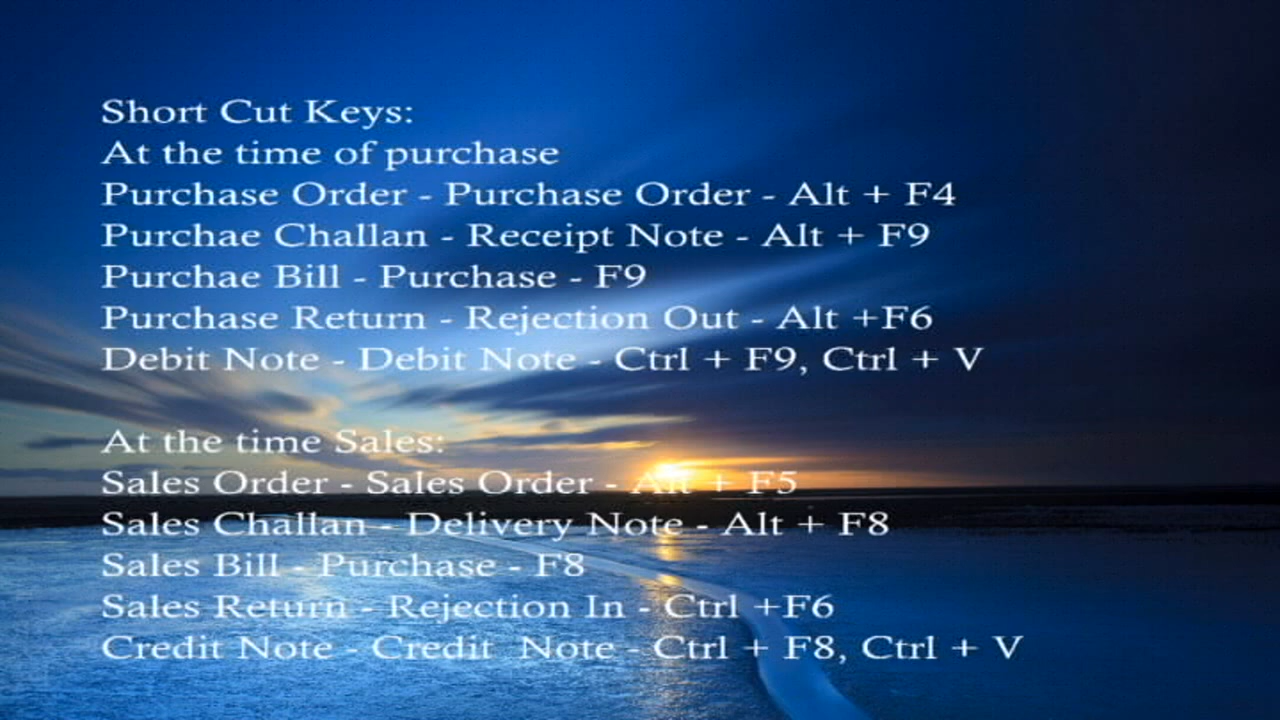 Short Cut Keys:
At the time of purchase
Purchase Order - Purchase Order - Alt + F4
Purchae Challan - Receipt Note - Alt + F9
Purchae Bill - Purchase - F9
Purchase Return - Rejection Out - Alt +F6
Debit Note - Debit Note - Ctrl + F9, Ctrl + V
At the time Sales:
Sales Order - Sales Order - Alt + F5
Sales Challan - Delivery Note - Alt + F8
Sales Bill - Purchase - F8
Sales Return - Rejection In - Ctrl +F6
Credit Note - Credit  Note - Ctrl + F8, Ctrl + V